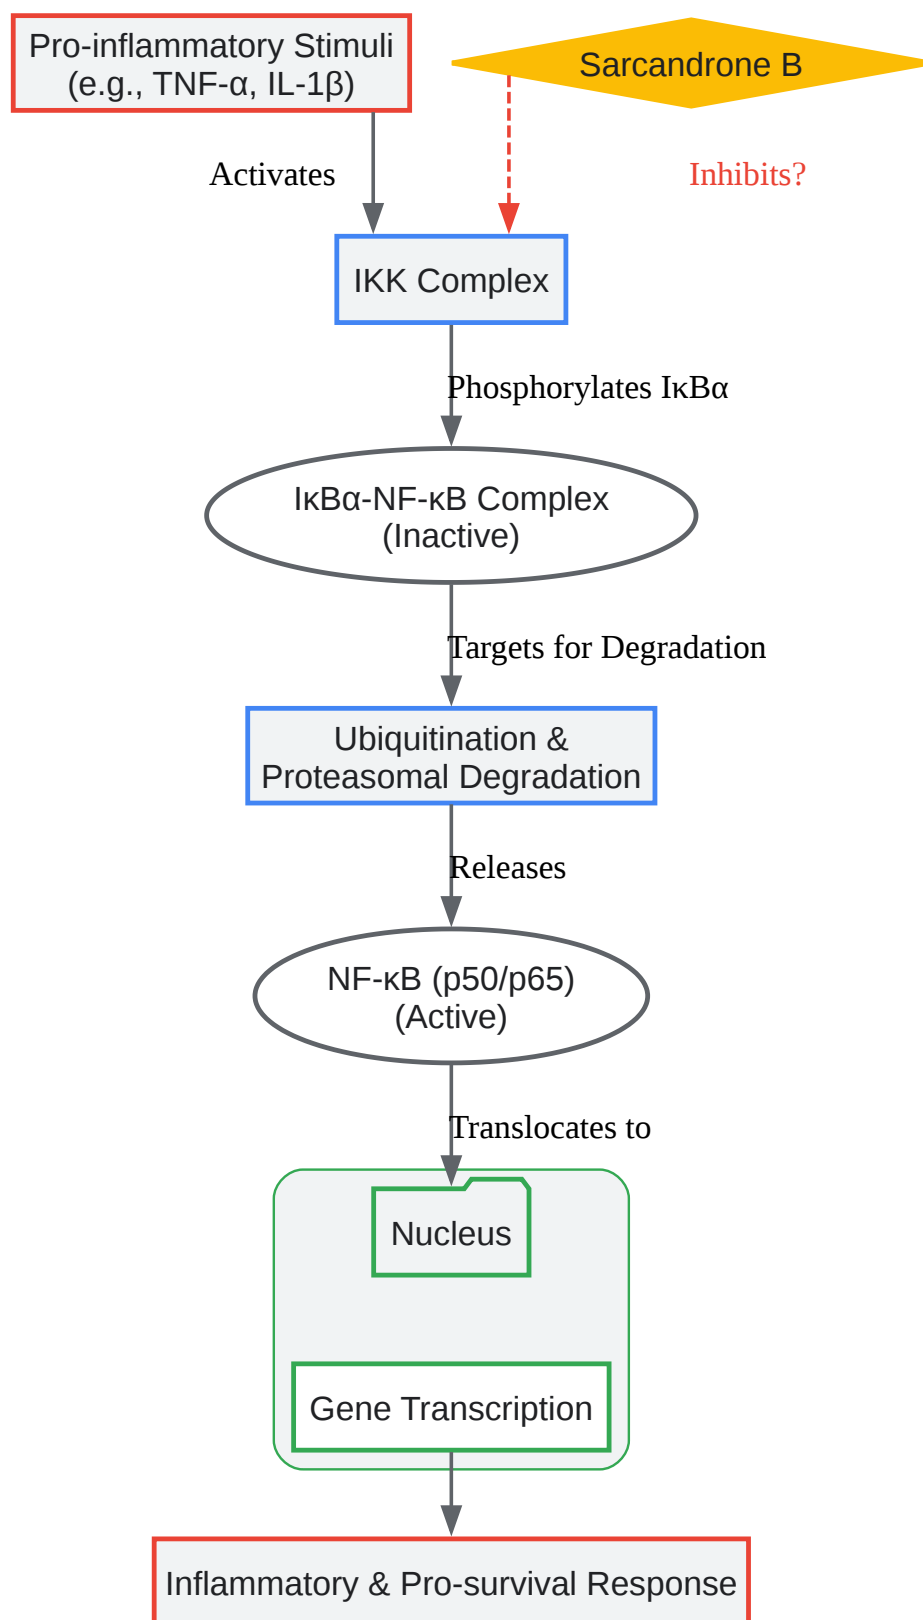 Pro-inflammatory Stimuli
(e.g., TNF-α, IL-1β)
Sarcandrone B
Activates
Inhibits?
IKK Complex
Phosphorylates IκBα
IκBα-NF-κB Complex
(Inactive)
Targets for Degradation
Ubiquitination &
Proteasomal Degradation
Releases
NF-κB (p50/p65)
(Active)
Translocates to
Nucleus
Gene Transcription
Inflammatory & Pro-survival Response